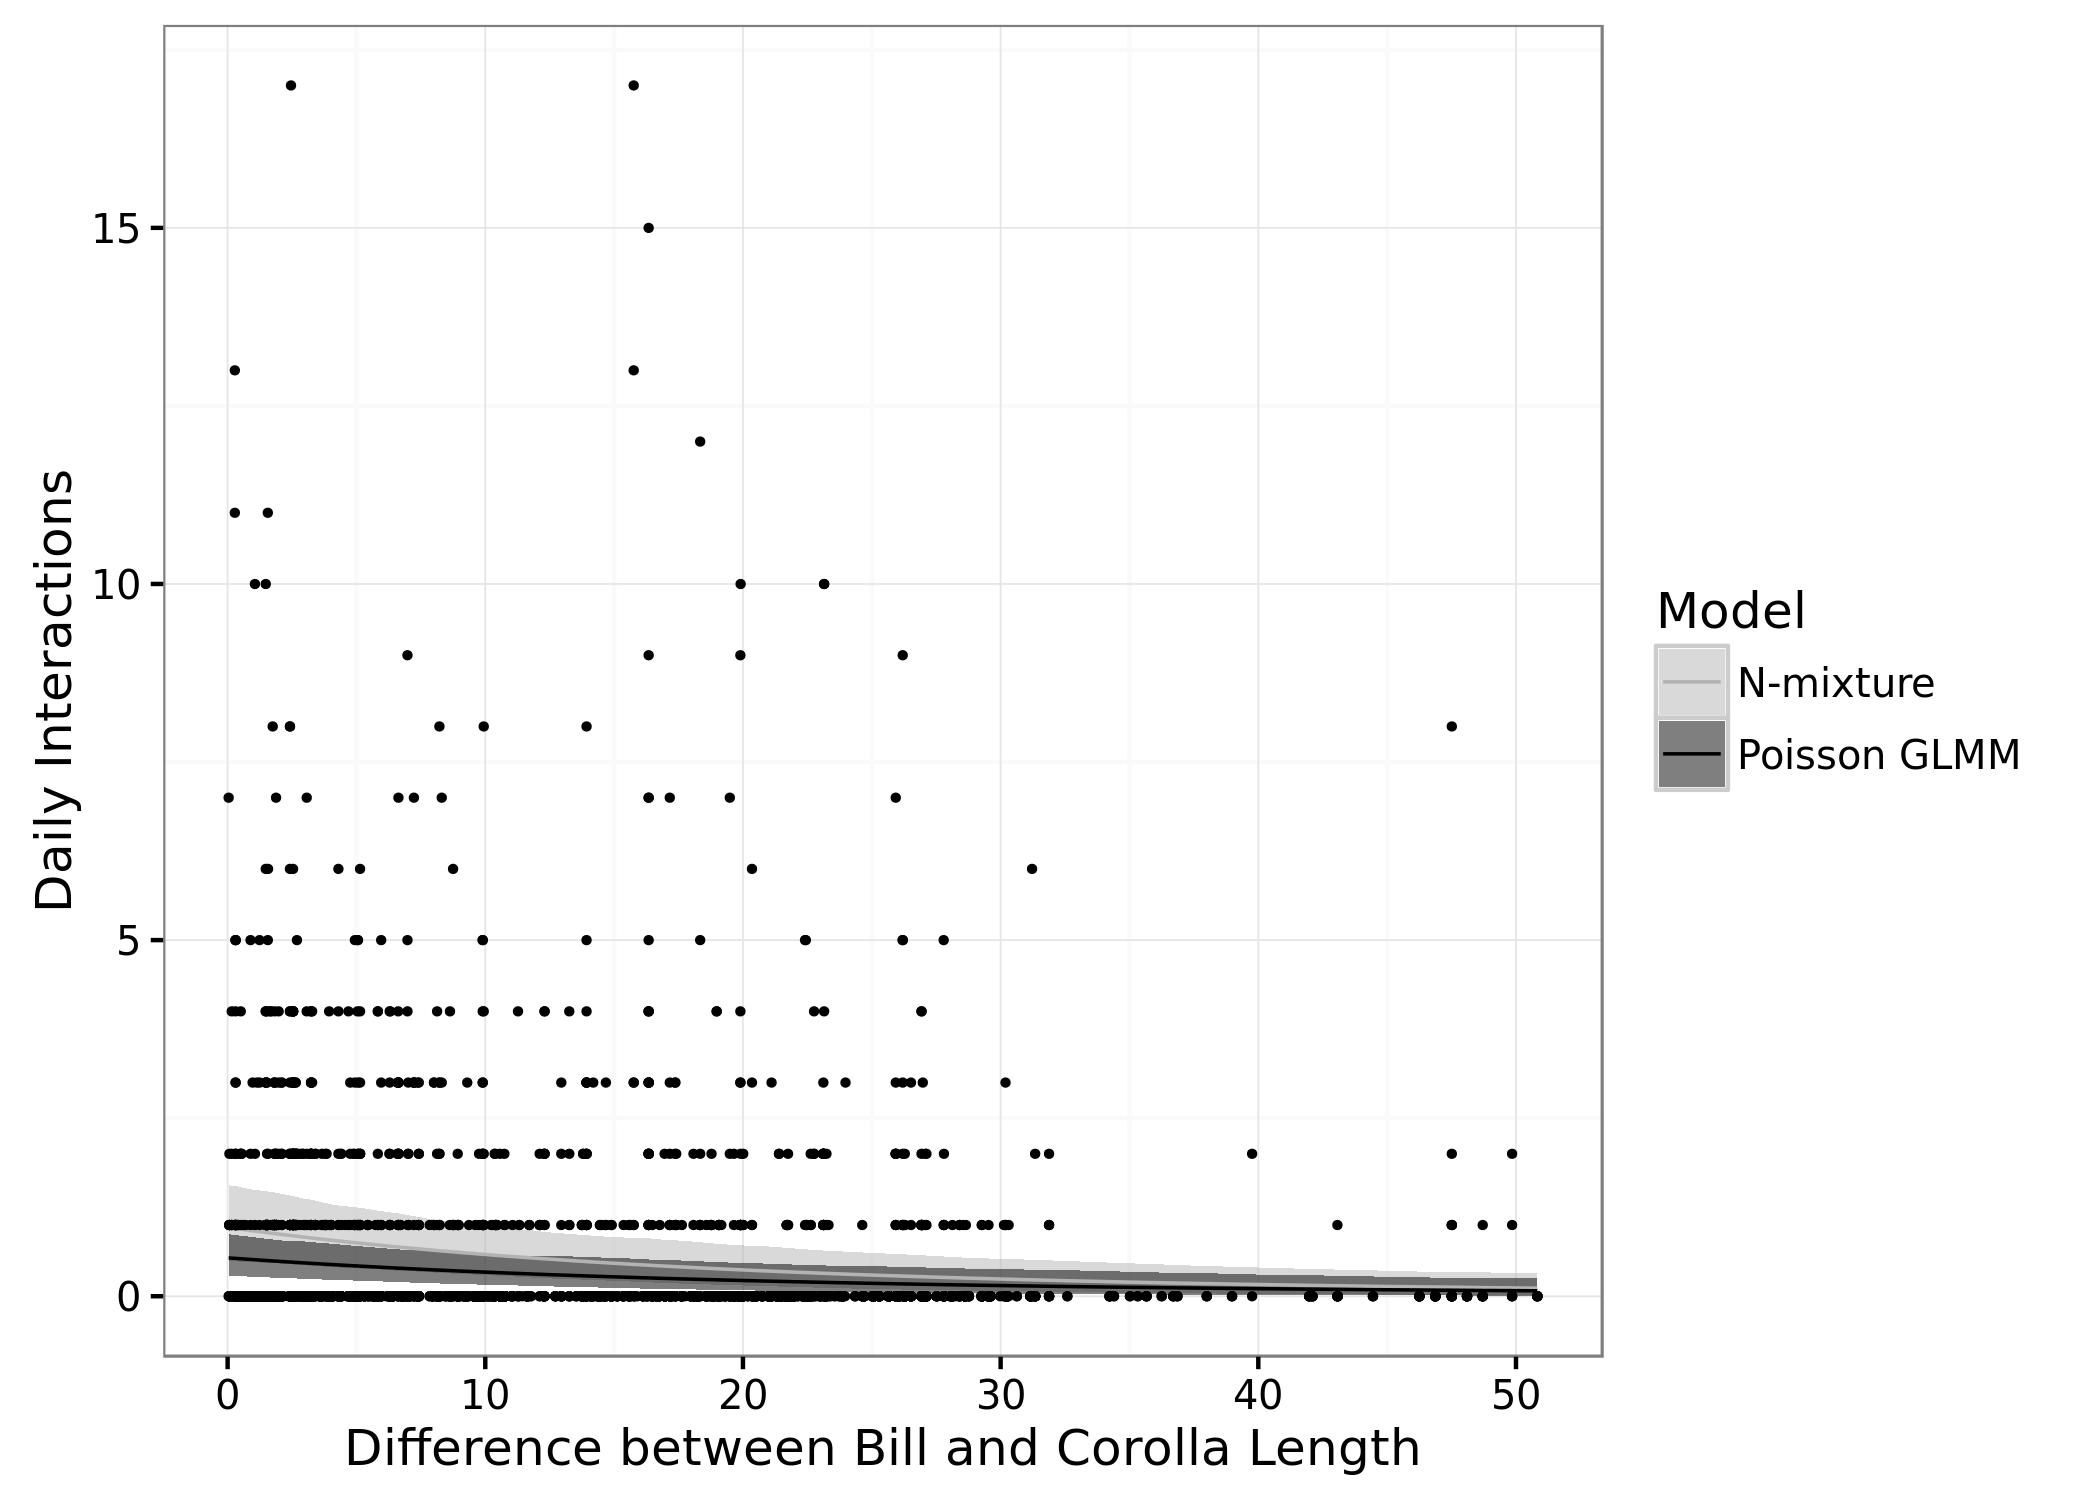 15
10
5
0
0 10 20 30 40 50
Daily Interactions
Difference between Bill and Corolla Length
Model
N-mixture
Poisson GLMM